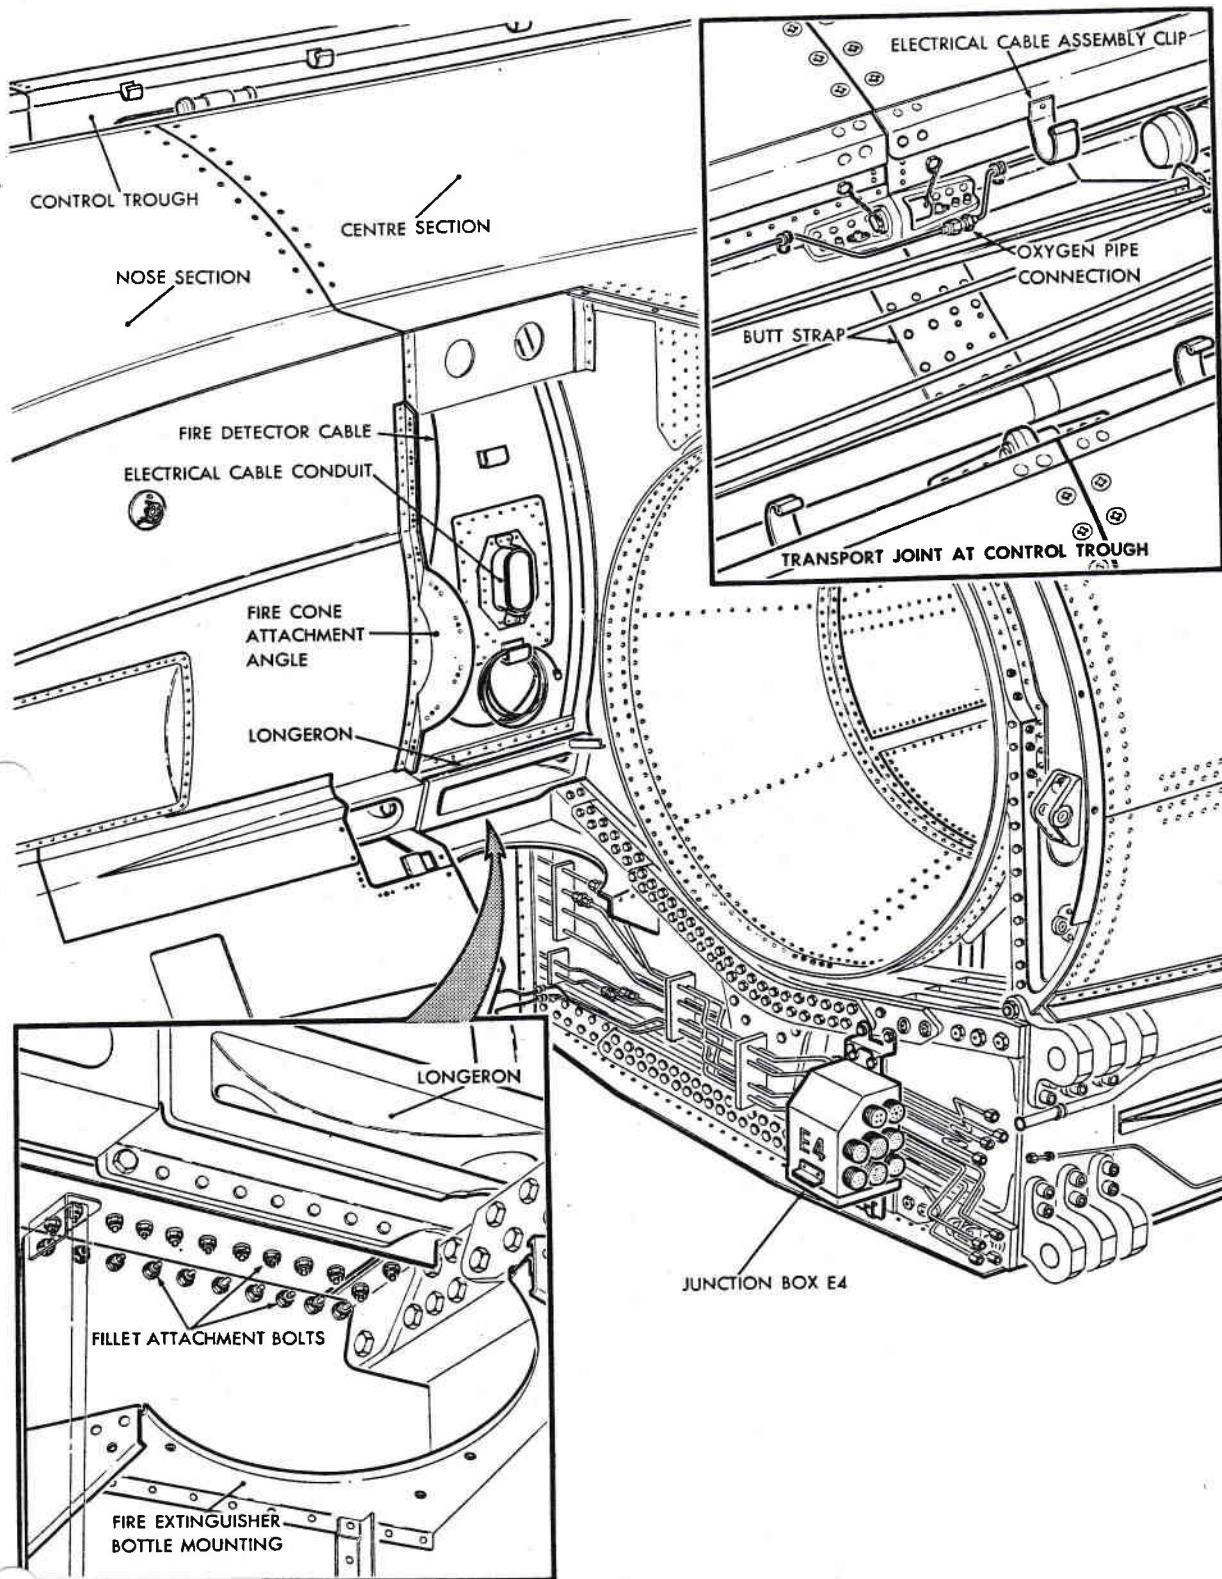 ELECTRICAL CABLE ASSEMBLY CLIP
CONTROL TROUGH
CENTRE SECTION
NOSE SECTION
OXYGEN PIPE
CONNECTION
BUTT STRAP
FIRE DETECTOR CABLE
ELECTRICAL CABLE CONDUIT
TRANSPORT JOINT AT CONTROL TROUGH
FIRE CONE
ATTACHMENT
ANGLE
LONGERON
LONGERON
E4
JUNCTION BOX E4
FILLET ATTACHMENT BOLTS
FIRE EXTINGUISHER
BOTTLE MOUNTING